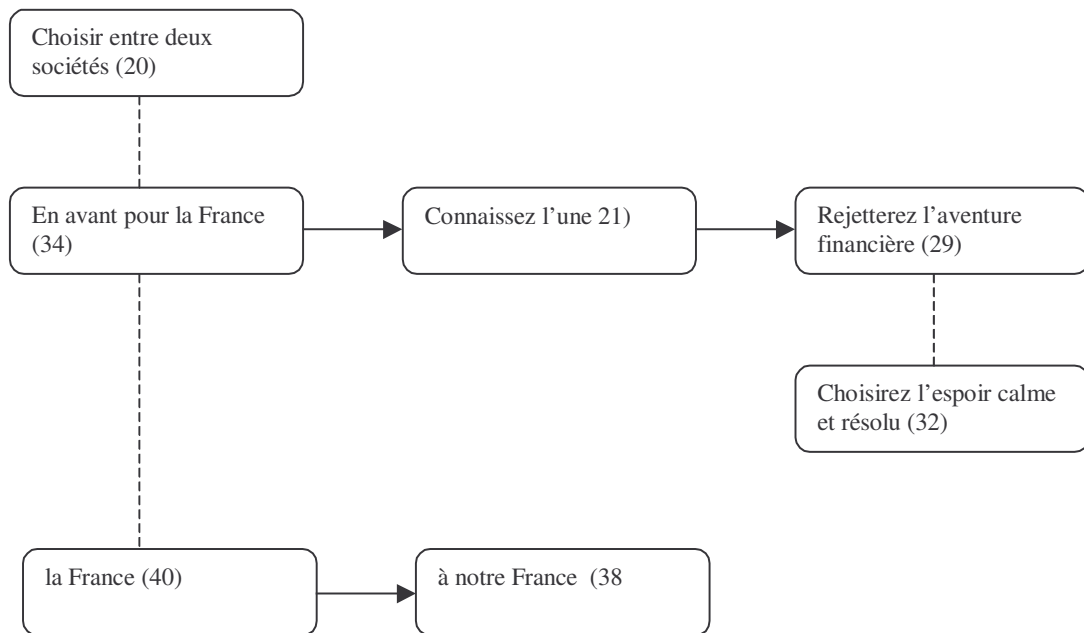 Choisir entre deux
sociétés (20)
En avant pour la France
(34)
Connaissez l’une 21)
Rejetterez l’aventure
financière (29)
Choisirez l’espoir calme
et résolu (32)
la France (40)
à notre France (38